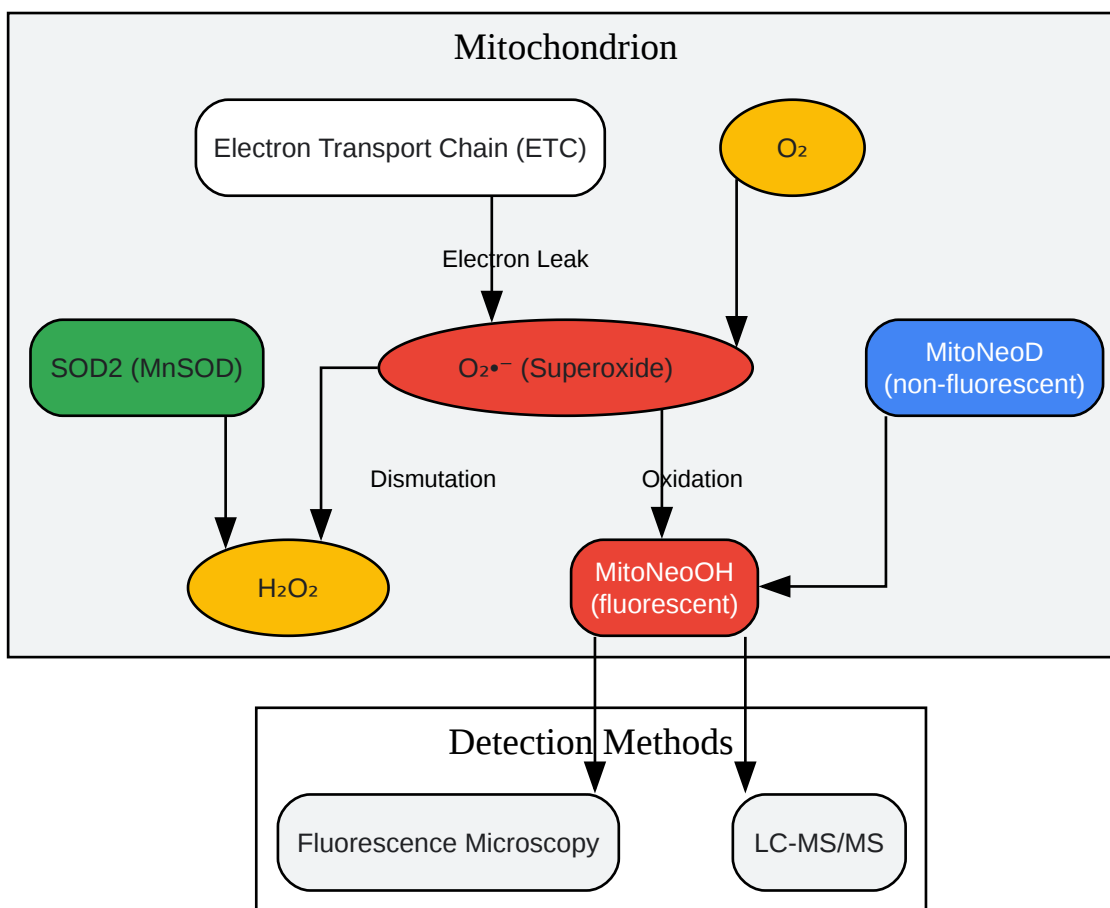 Mitochondrion
Electron Transport Chain (ETC)
O₂
Electron Leak
SOD2 (MnSOD)
O₂•⁻ (Superoxide)
MitoNeoD
(non-fluorescent)
Dismutation
Oxidation
H₂O₂
MitoNeoOH
(fluorescent)
Detection Methods
Fluorescence Microscopy
LC-MS/MS